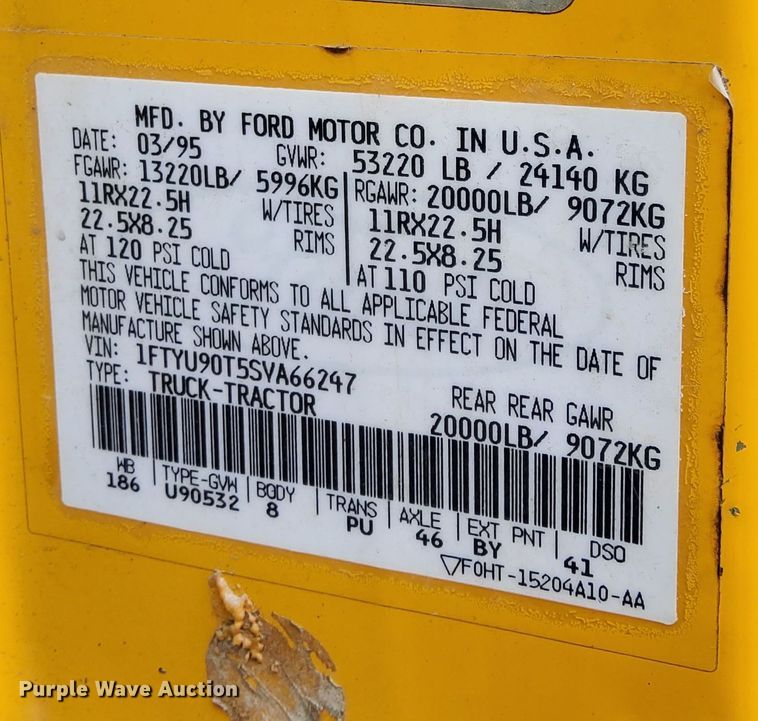 MFD. BY FORD MOTOR CO. IN U.S.A.
DATE: 03/95 GVWR: 53220 LB / 24140 KG
FGAWR: 13220LB/ 5996KG RGAWR: 20000LB/ 9072KG
11RX22.5H W/TIRES 11RX22.5H W/TIRES
22.5X8.25 RIMS 22.5X8.25 RIMS
AT 120 PSI COLD AT 110 PSI COLD
THIS VEHICLE CONFORMS TO ALL APPLICABLE FEDERAL
MOTOR VEHICLE SAFETY STANDARDS IN EFFECT ON THE DATE OF
MANUFACTURE SHOWN ABOVE.
VIN: 1FTYU90T5SVA66247
TYPE: TRUCK-TRACTOR REAR REAR GAWR
20000LB/ 9072KG
WB TYPE-GVW BODY TRANS AXLE EXT PNT DSO
186 U90532 8 PU 46 BY 41
F0HT-15204A10-AA
Purple Wave Auction